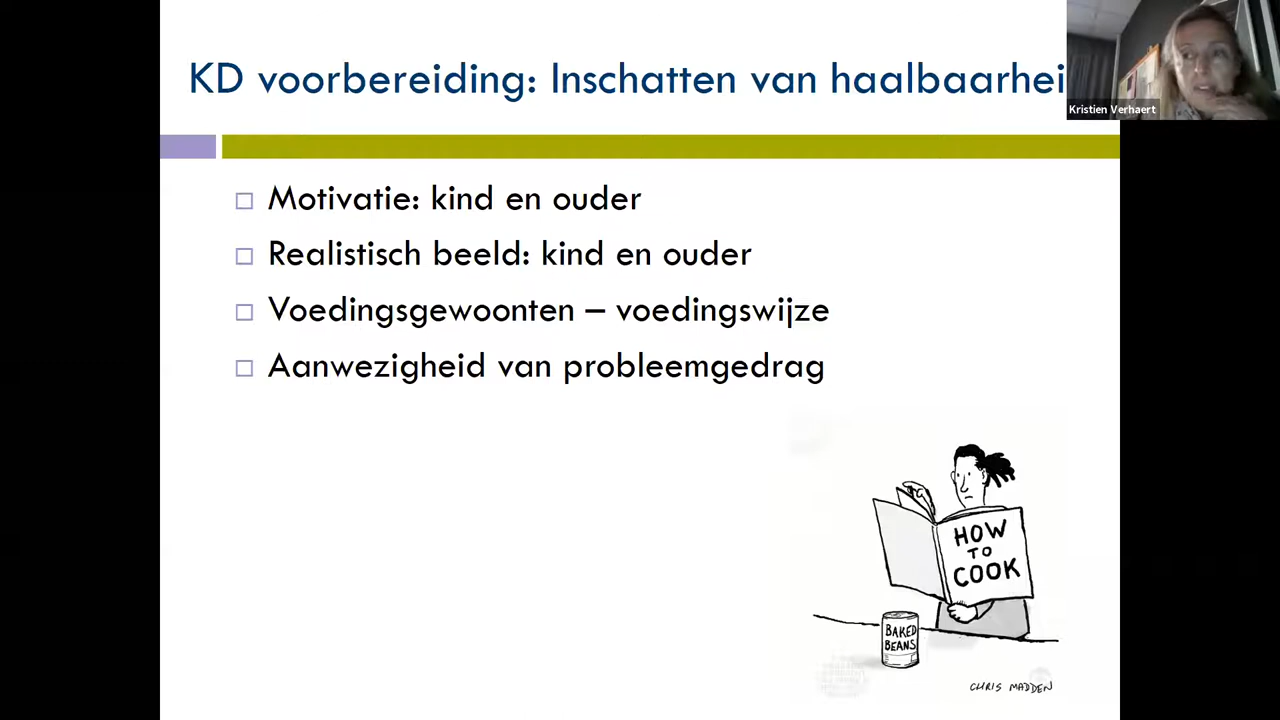 KD voorbereiding: Inschatten van haalbaarhei
Kristien Verhaert
Motivatie: kind en ouder
Realistisch beeld: kind en ouder
Voedingsgewoonten – voedingswijze
Aanwezigheid van probleemgedrag
HOW
TO
COOK
BAKED
BEANS
CHRIS MADDEN